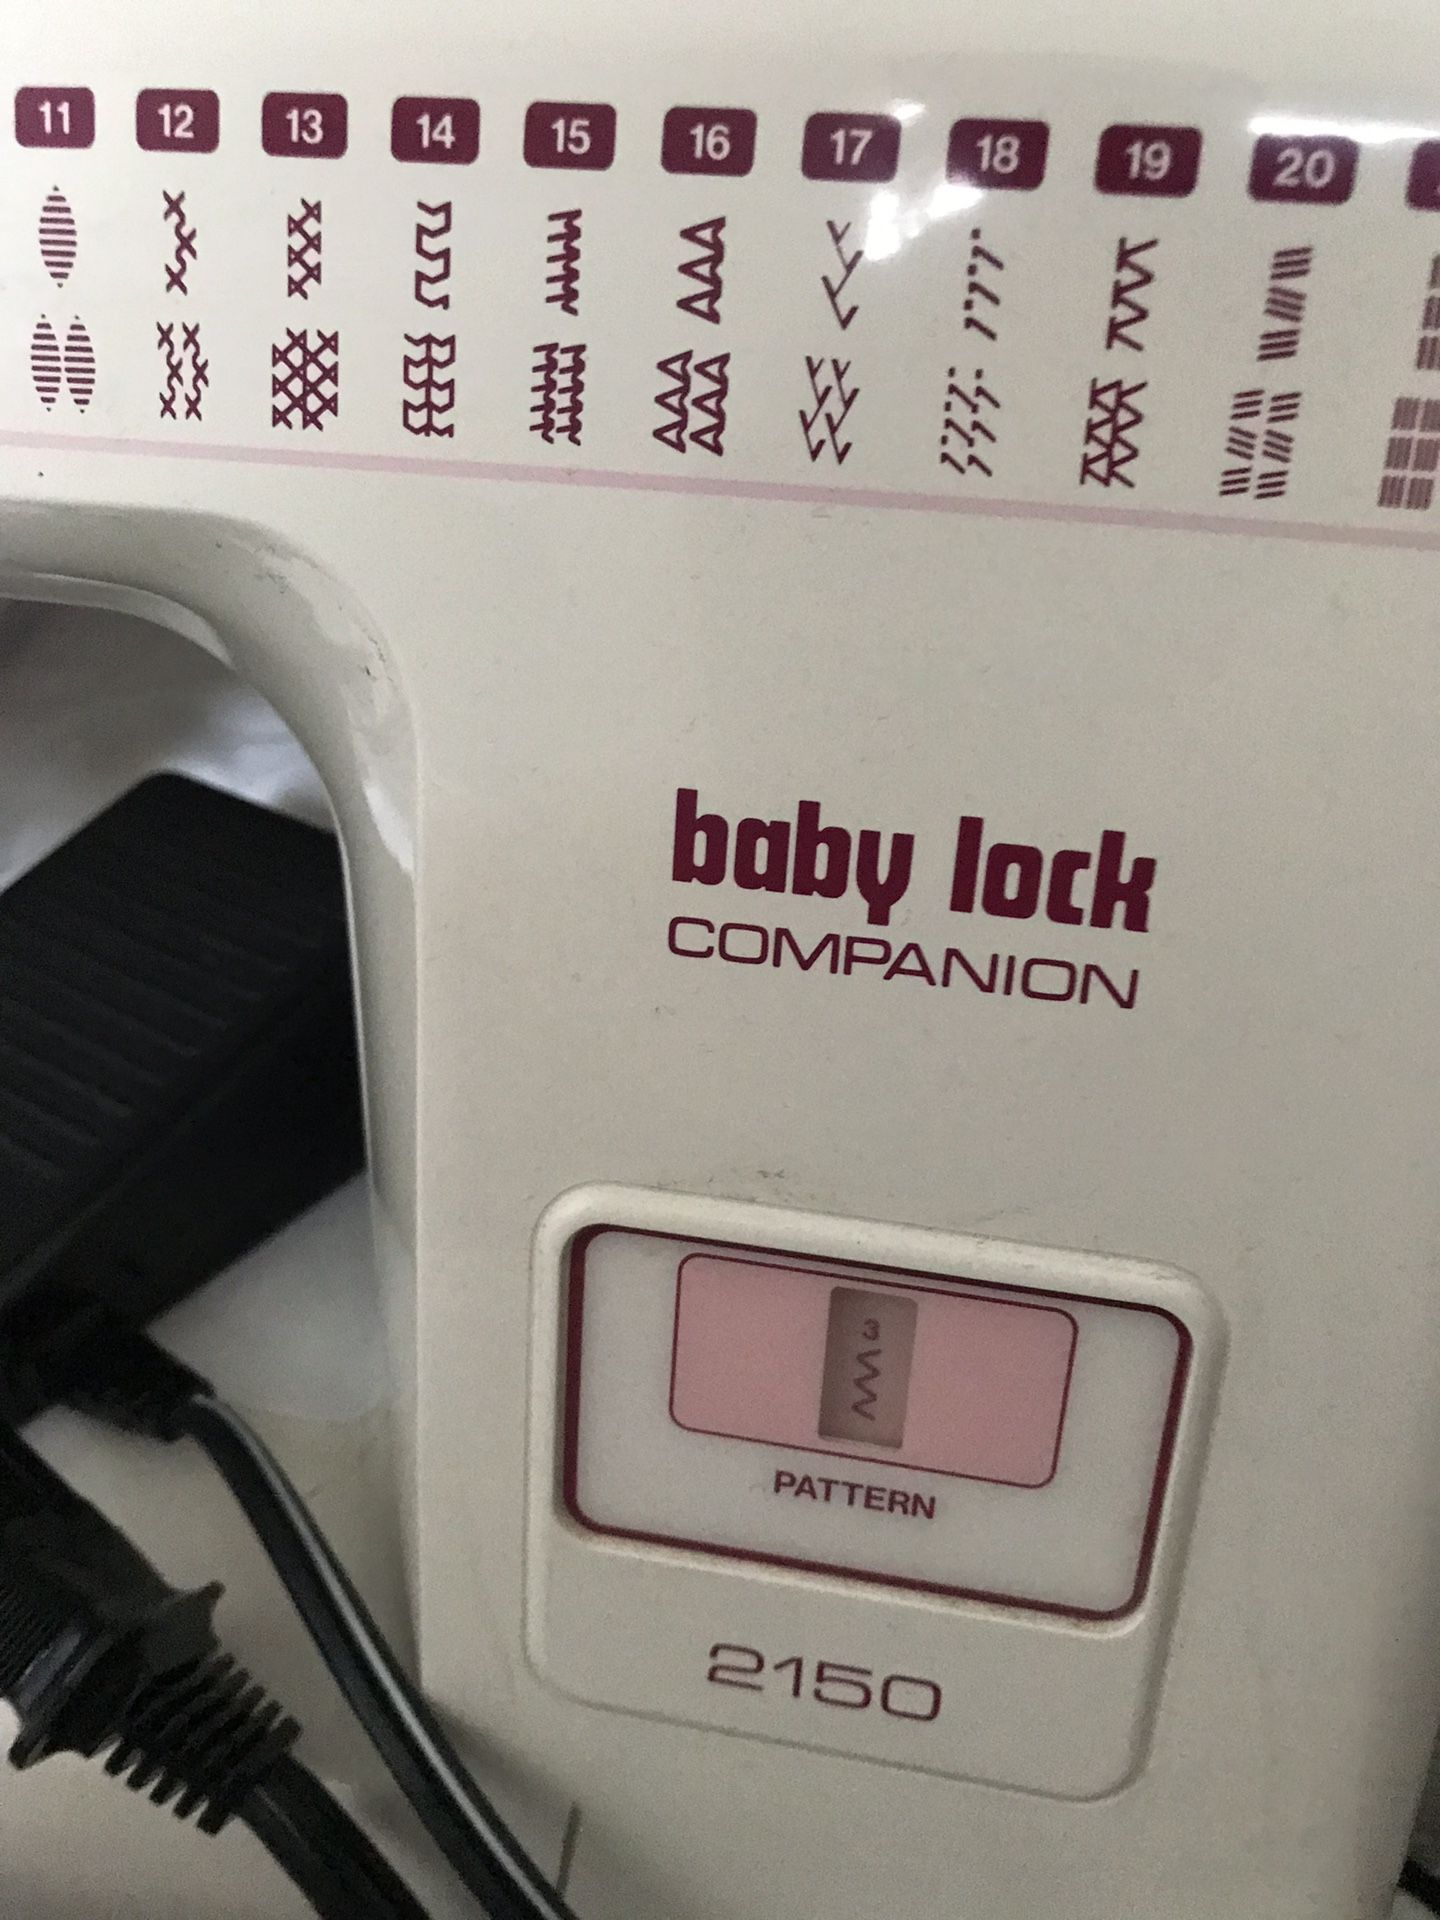 11 12 13 14 15 16 17 18 19 20
baby lock
COMPANION
3
PATTERN
2150